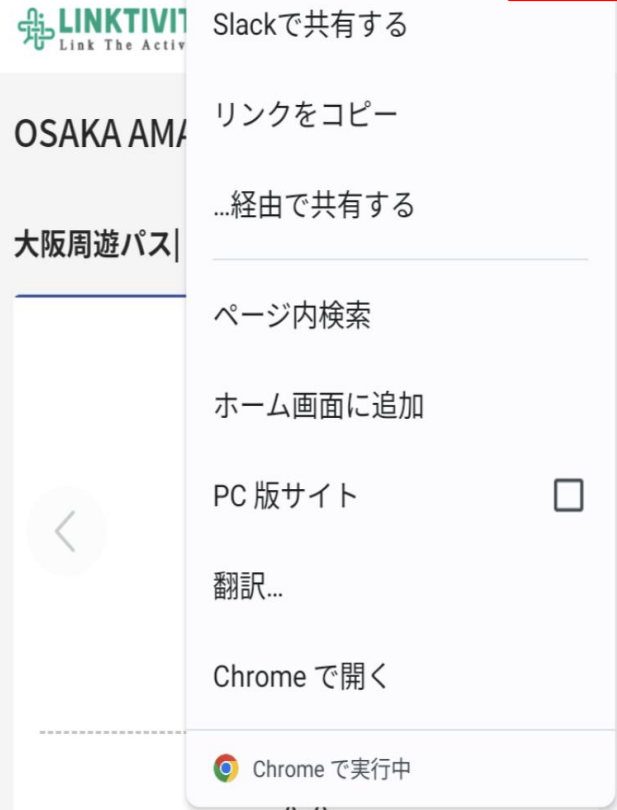 LINKTIVIT
Link The Activ
OSAKA AMA
大阪周遊パス|
Slackで共有する
リンクをコピー
...経由で共有する
ページ内検索
ホーム画面に追加
PC 版サイト
翻訳...
Chrome で開く
Chrome で実行中